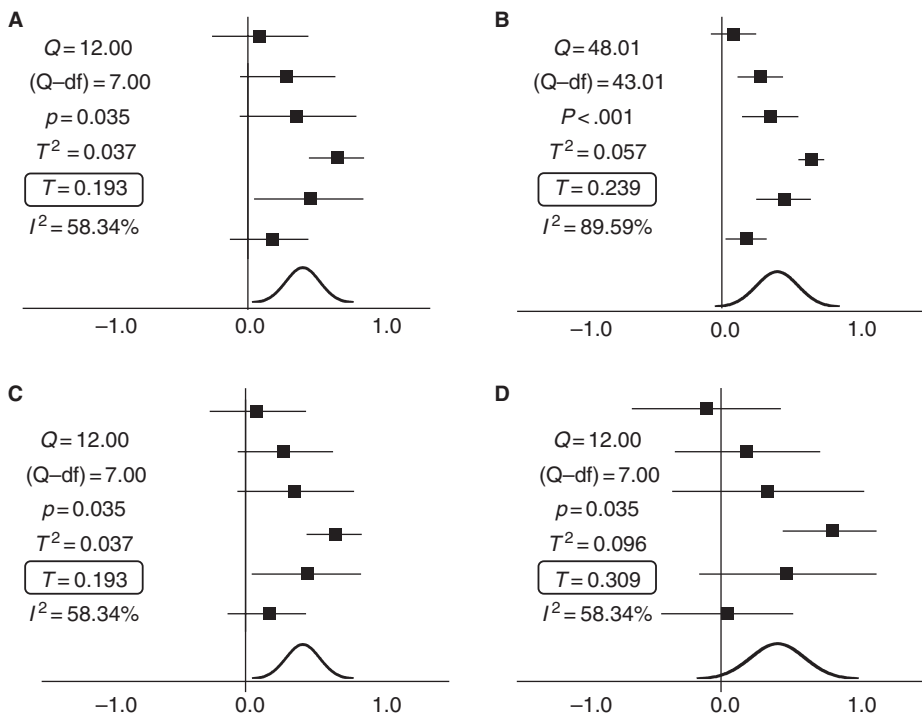 A
Q = 12.00
(Q–df) = 7.00
p = 0.035
T² = 0.037
T = 0.193
I² = 58.34%
–1.0 0.0 1.0
B
Q = 48.01
(Q–df) = 43.01
P < .001
T² = 0.057
T = 0.239
I² = 89.59%
–1.0 0.0 1.0
C
Q = 12.00
(Q–df) = 7.00
p = 0.035
T² = 0.037
T = 0.193
I² = 58.34%
–1.0 0.0 1.0
D
Q = 12.00
(Q–df) = 7.00
p = 0.035
T² = 0.096
T = 0.309
I² = 58.34%
–1.0 0.0 1.0